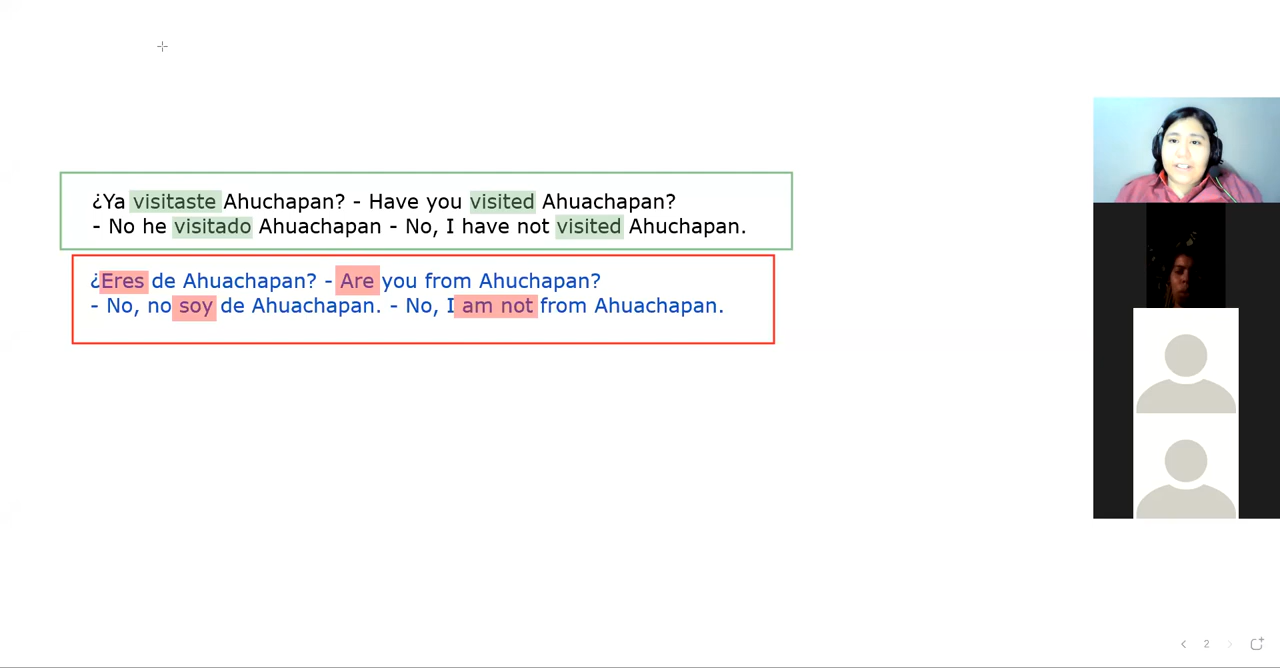 ¿Ya visitaste Ahuchapan? - Have you visited Ahuachapan?
- No he visitado Ahuachapan - No, I have not visited Ahuchapan.
¿Eres de Ahuachapan? - Are you from Ahuchapan?
- No, no soy de Ahuachapan. - No, I am not from Ahuachapan.
2